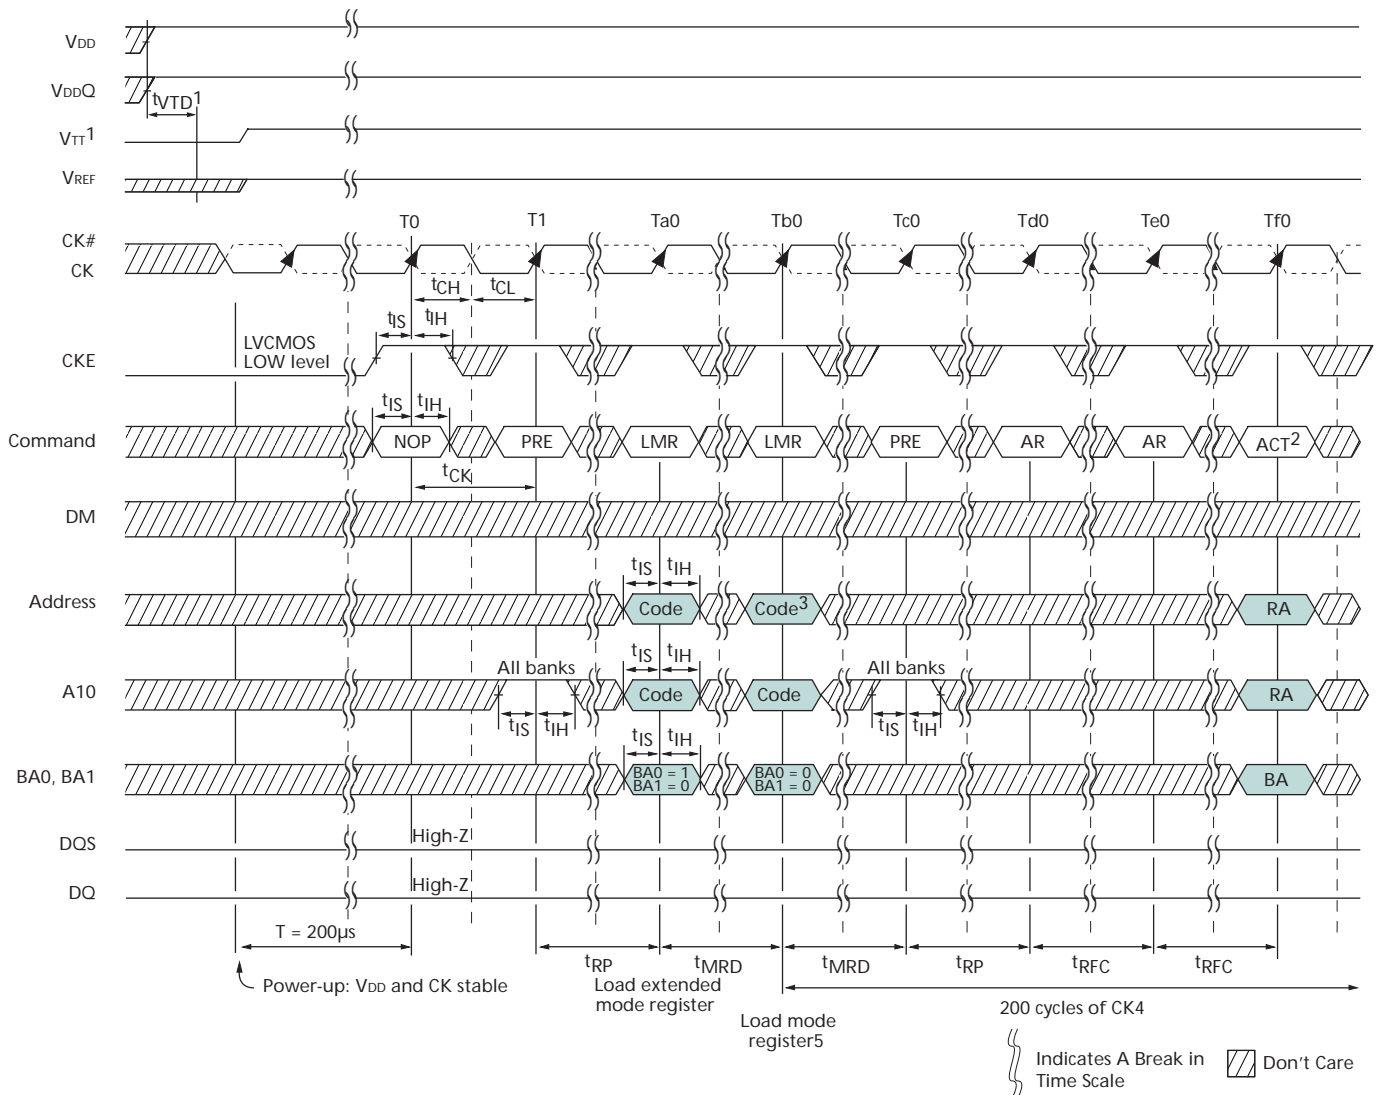 VDD
VDDQ
tVTD1
VTT1
VREF
T0 T1 Ta0 Tb0 Tc0 Td0 Te0 Tf0
CK#
CK
tCH tCL
tIS tIH
LVCMOS
LOW level
CKE
tIS tIH
Command NOP PRE LMR LMR PRE AR AR ACT2
tCK
DM
tIS tIH
Address Code Code3 RA
tIS tIH
All banks All banks
A10 Code Code RA
tIS tIH tIS tIH
tIS tIH
BA0, BA1 BA0 = 1 BA0 = 0 BA
BA1 = 0 BA1 = 0
DQS High-Z
DQ High-Z
T = 200µs
tRP tMRD tMRD tRP tRFC tRFC
Power-up: VDD and CK stable
Load extended
mode register
200 cycles of CK4
Load mode
register5
Indicates A Break in
Time Scale
Don't Care